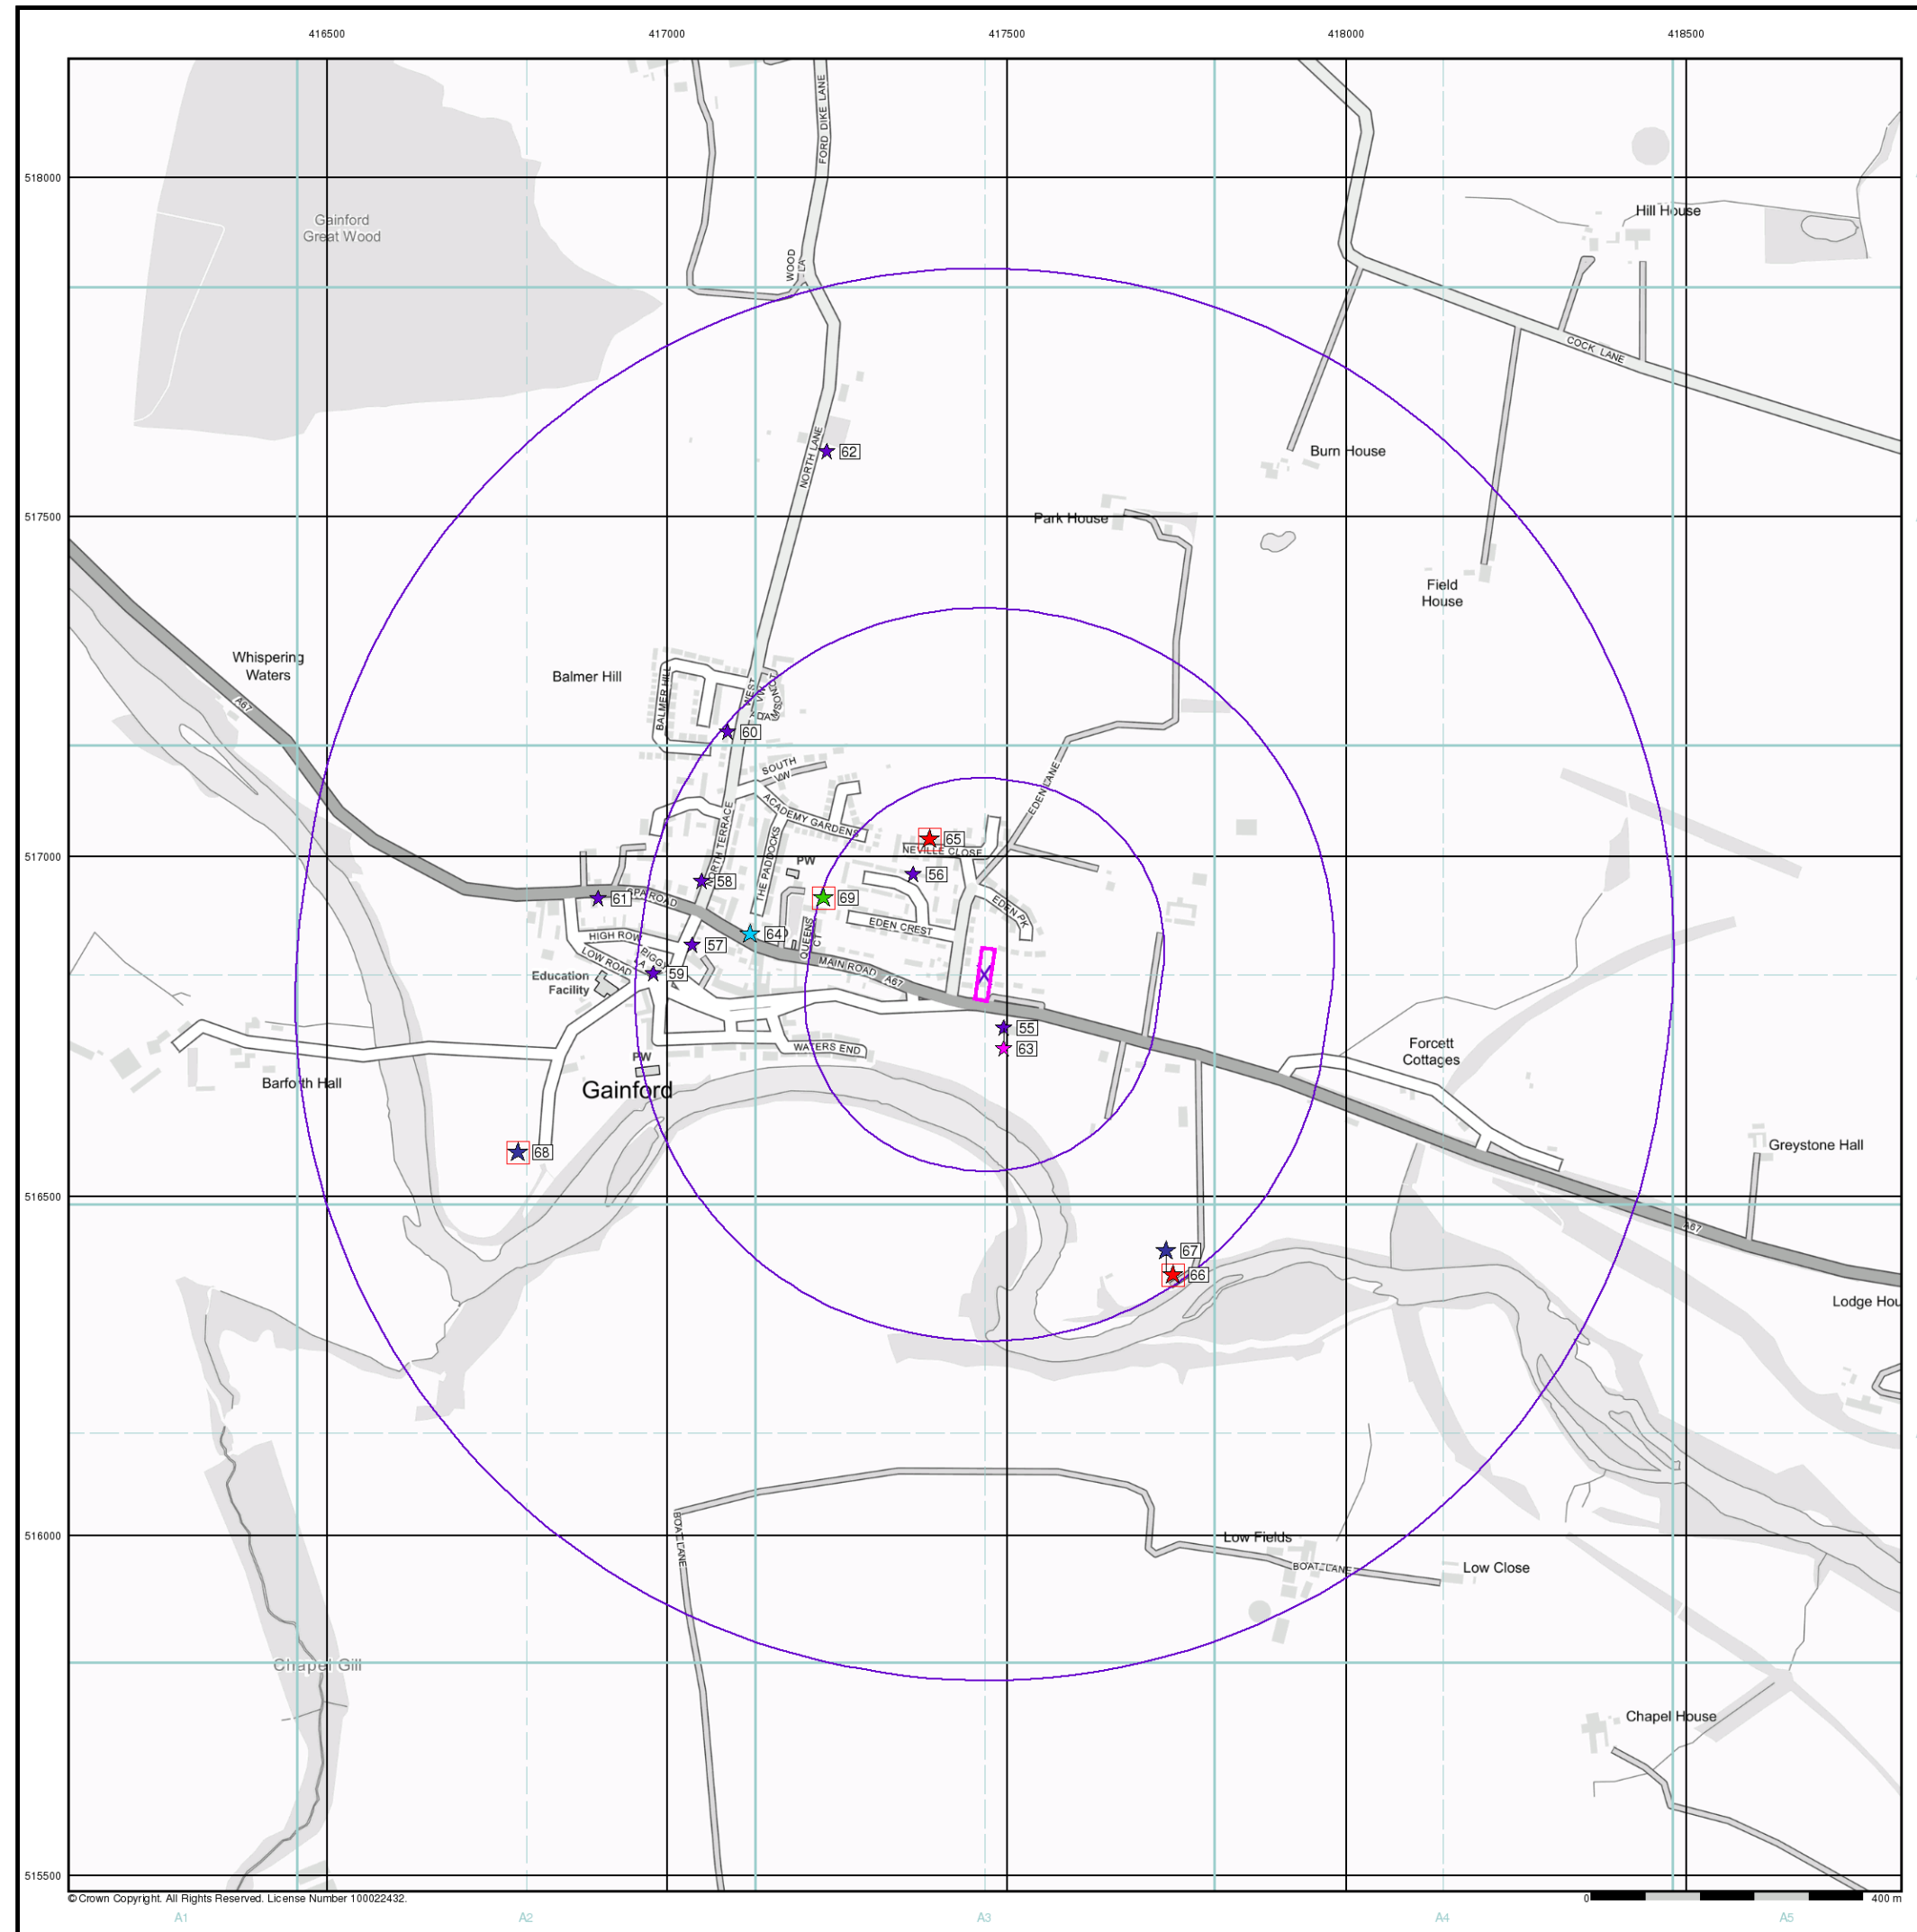 416500 417000 417500 418000 418500
FORD DIKE LANE
518000
Hill House
Gainford
Great Wood
WOOD
LA
COCK LANE
NORTH LANE
62
Burn House
517500
Park House
Field
House
Whispering
Waters
Balmer Hill
A67
BALMER HILL
WEST
VW
60
SOUTH
VW
EDEN LANE
ACADEMY GARDENS
65
NEVILLE CLOSE
517000
THE PADDOCKS
PW
56
58
SPA ROAD
61
69
EDEN PK
EDEN CREST
QUEENS
CT
64
HIGH ROW
57
LOW ROAD
MAIN ROAD
A67
59
Education
Facility
55
63
WATERS END
PW
Forcett
Cottages
Barforth Hall
Gainford
Greystone Hall
68
516500
A67
67
66
Lodge Hou
516000
Low Fields
BOAT LANE
BOAT LANE
Low Close
Chapel Gill
Chapel House
515500
© Crown Copyright. All Rights Reserved. License Number 100022432.
0 400 m
A1 A2 A3 A4 A5